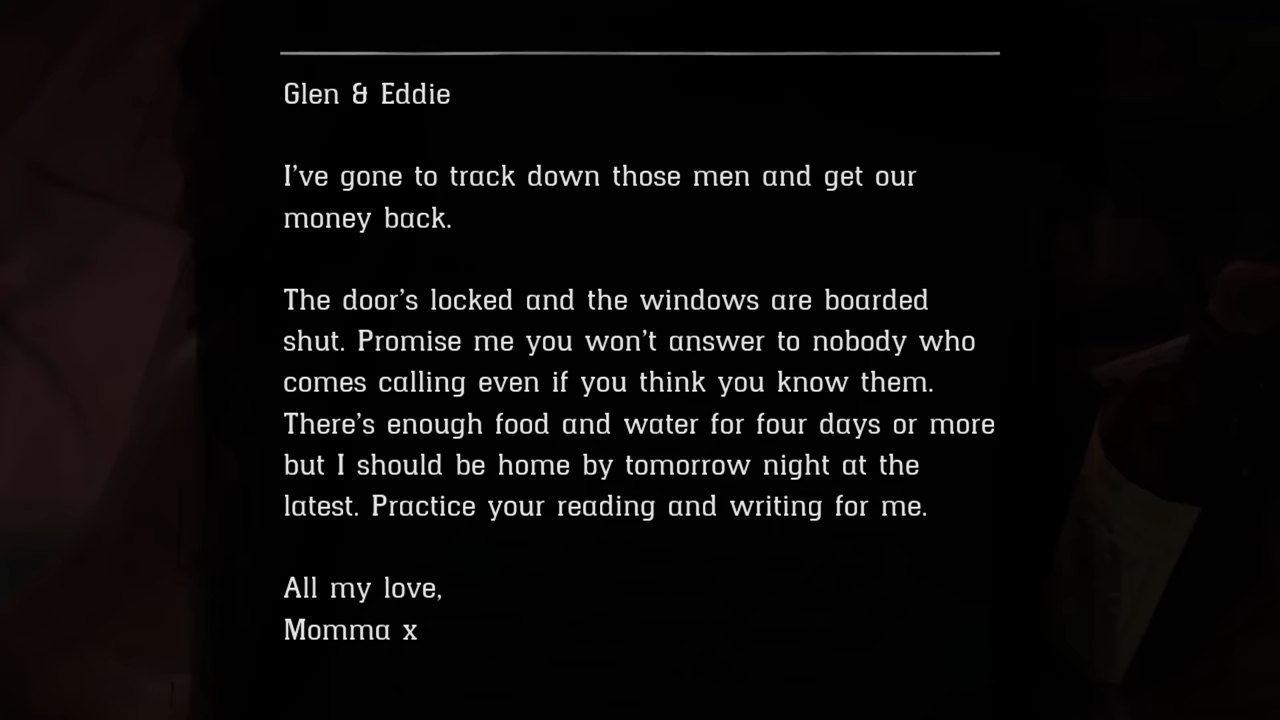 Glen & Eddie
I've gone to track down those men and get our
money back.
The door's locked and the windows are boarded
shut. Promise me you won't answer to nobody who
comes calling even if you think you know them.
There's enough food and water for four days or more
but I should be home by tomorrow night at the
latest. Practice your reading and writing for me.
All my love,
Momma x